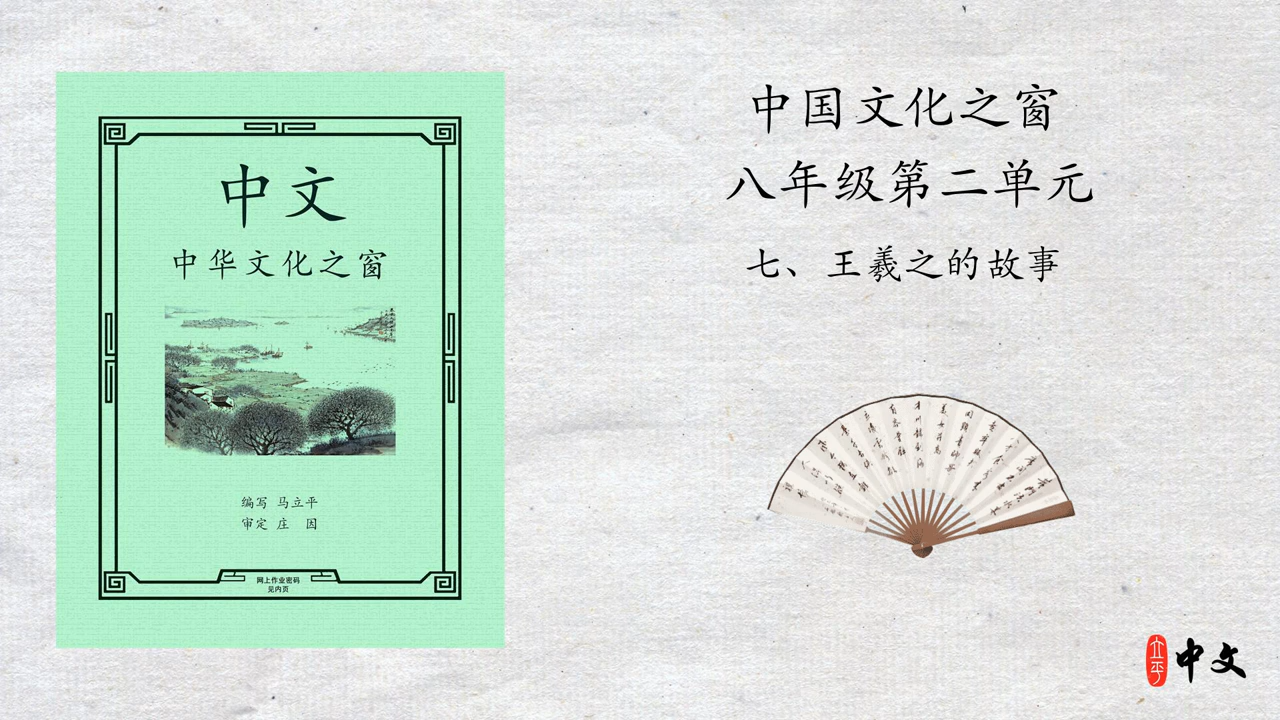 中文
中华文化之窗
编写 马立平
审定 庄 因
网上作业密码
见内页
中国文化之窗
八年级第二单元
七、王羲之的故事
立平
中文